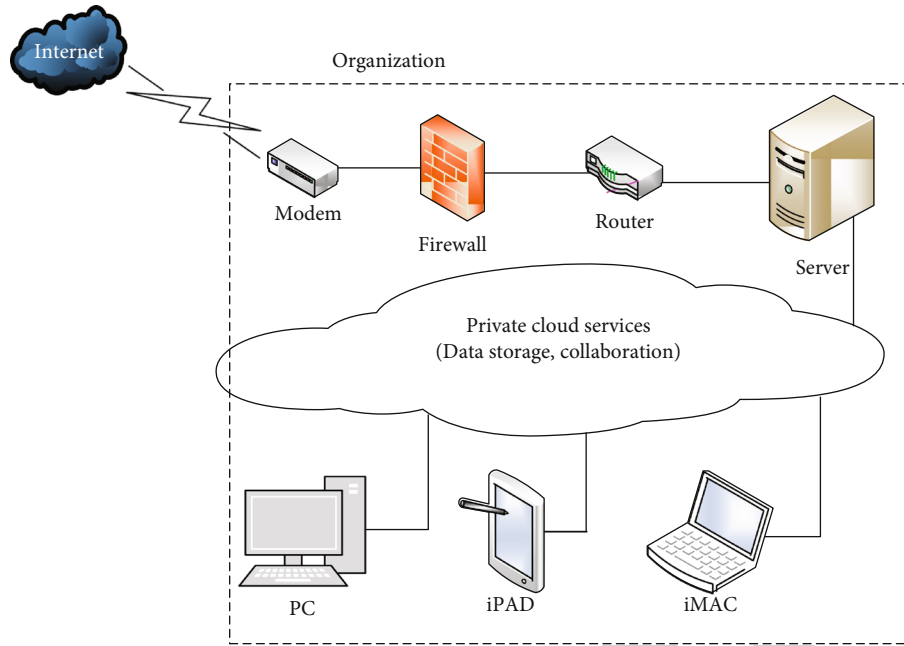 Internet
Organization
Modem
Firewall
Router
Server
Private cloud services
(Data storage, collaboration)
PC
iPAD
iMAC